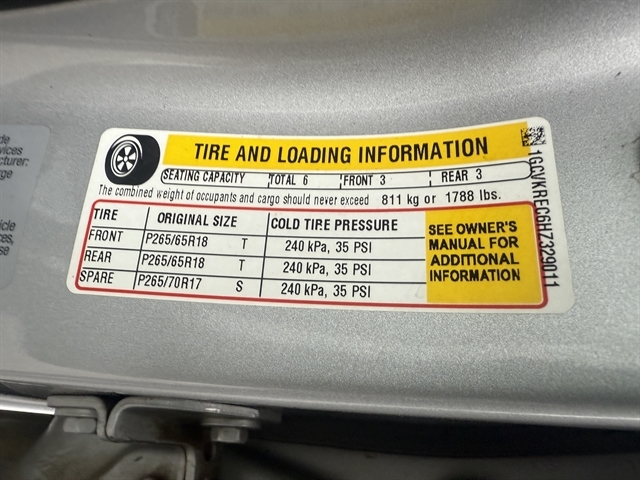 TIRE AND LOADING INFORMATION
SEATING CAPACITY TOTAL 6 FRONT 3 REAR 3
The combined weight of occupants and cargo should never exceed 811 kg or 1788 lbs.
TIRE ORIGINAL SIZE COLD TIRE PRESSURE
FRONT P265/65R18 T 240 kPa, 35 PSI
REAR P265/65R18 T 240 kPa, 35 PSI
SPARE P265/70R17 S 240 kPa, 35 PSI
SEE OWNER'S
MANUAL FOR
ADDITIONAL
INFORMATION
1GCVKREC6HZ329011